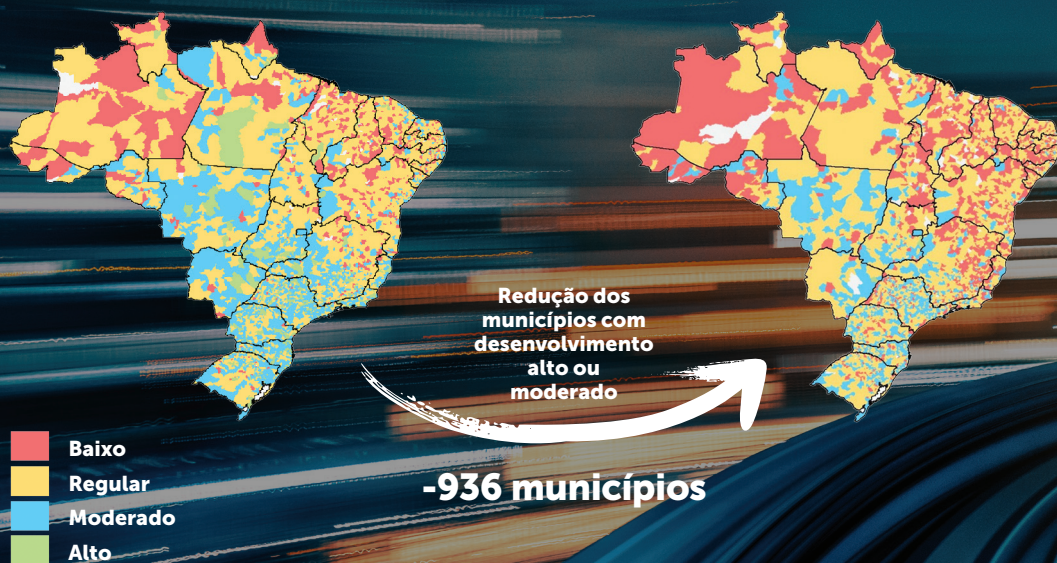 Redução dos
municípios com
desenvolvimento
alto ou
moderado
-936 municípios
Baixo
Regular
Moderado
Alto